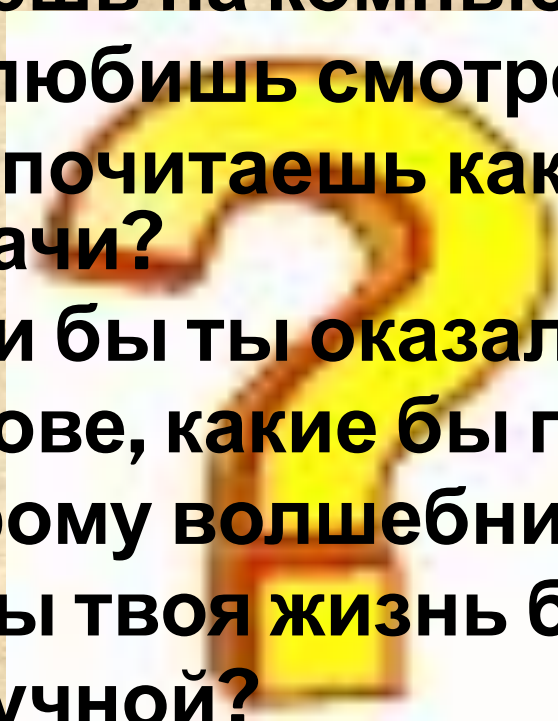 любишь смотр
почитаешь как
ачи?
и бы ты оказал
ове, какие бы п
рому волшебни
ы твоя жизнь б
учной?